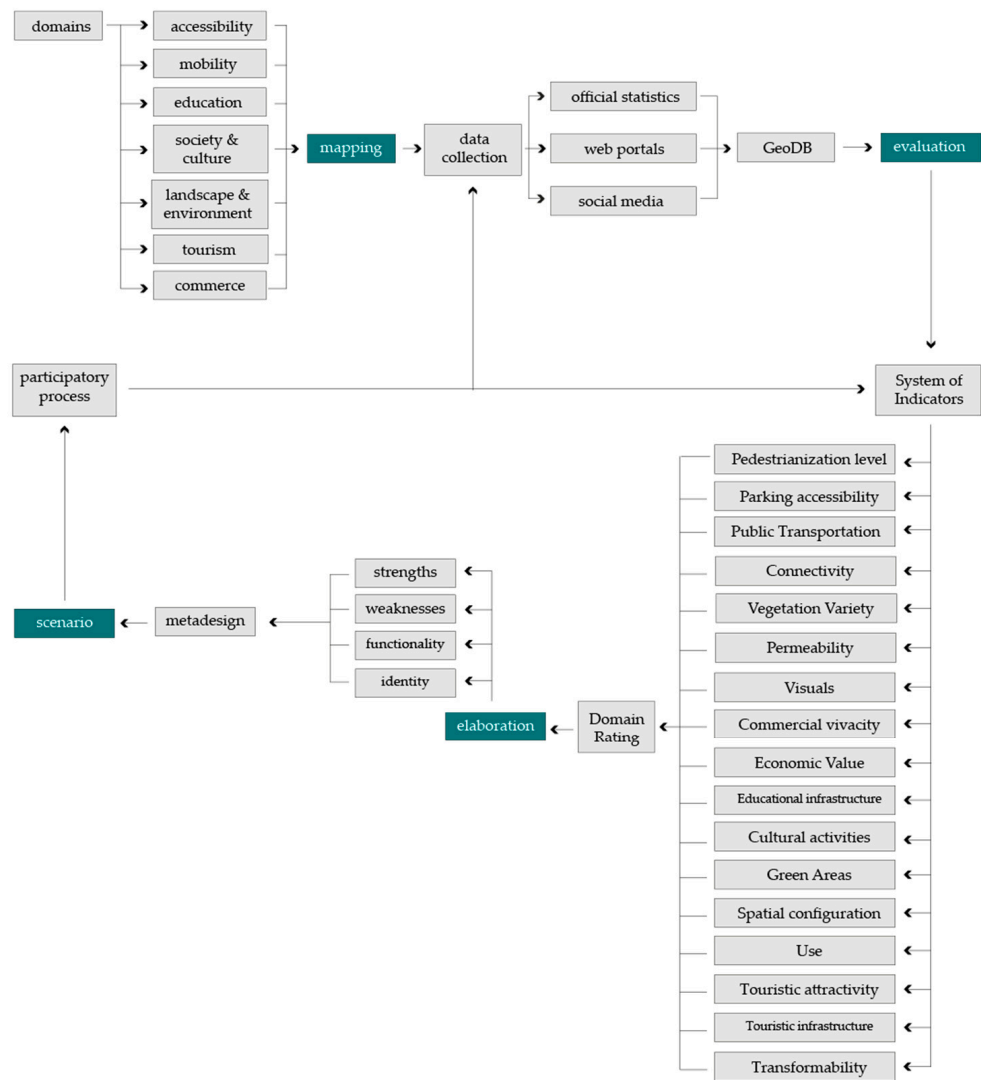 domains
accessibility
mobility
education
society &
culture
landscape &
environment
tourism
commerce
mapping
data
collection
official statistics
web portals
social media
GeoDB
evaluation
participatory
process
System of
Indicators
Pedestrianization level
Parking accessibility
Public Transportation
Connectivity
Vegetation Variety
Permeability
Visuals
Commercial vivacity
Economic Value
Educational infrastructure
Cultural activities
Green Areas
Spatial configuration
Use
Touristic attractivity
Touristic infrastructure
Transformability
Domain
Rating
elaboration
strengths
weaknesses
functionality
identity
metadesign
scenario